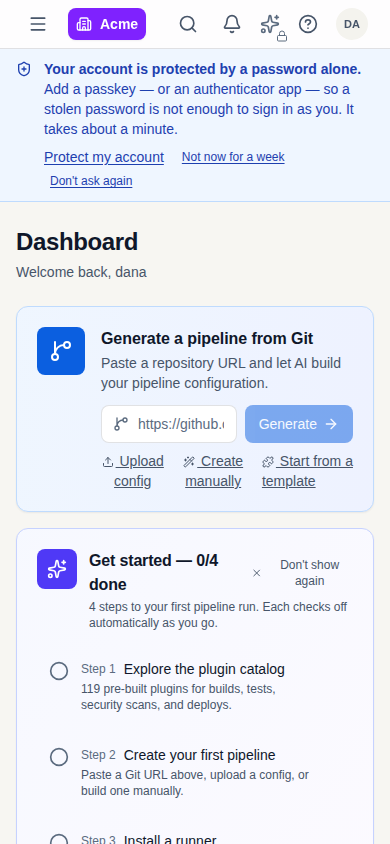 Acme
DA
Your account is protected by a password alone.
Add a passkey — or an authenticator app — so a
stolen password is not enough to sign in as you. It
takes about a minute.
Protect my account Not now for a week
Don't ask again
Dashboard
Welcome back, dana
Generate a pipeline from Git
Paste a repository URL and let AI build
your pipeline configuration.
https://github.c Generate
Upload config
Create manually
Start from a template
Get started — 0/4
done
Don't show
again
4 steps to your first pipeline run. Each checks off
automatically as you go.
Step 1 Explore the plugin catalog
119 pre-built plugins for builds, tests,
security scans, and deploys.
Step 2 Create your first pipeline
Paste a Git URL above, upload a config, or
build one manually.
Step 3 Install a runner